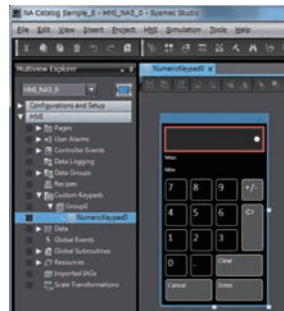 NA Catalog Sample_E - HMI_NA5_0 - Sysmac Studio
File Edit View Insert Project HMI Simulation Tools Help
Multiview Explorer
NumericKeypad0 x
HMI_NA5_0
Configurations and Setup
HMI
Pages
User Alarms
Controller Events
Data Logging
Data Groups
Recipes
Custom Keypads
Group0
NumericKeypad0
Data
Global Events
Global Subroutines
Resources
Imported IAGs
Scale Transformations
Max:
Min:
7 8 9 +/-
4 5 6
1 2 3
0 . Clear
Cancel Enter